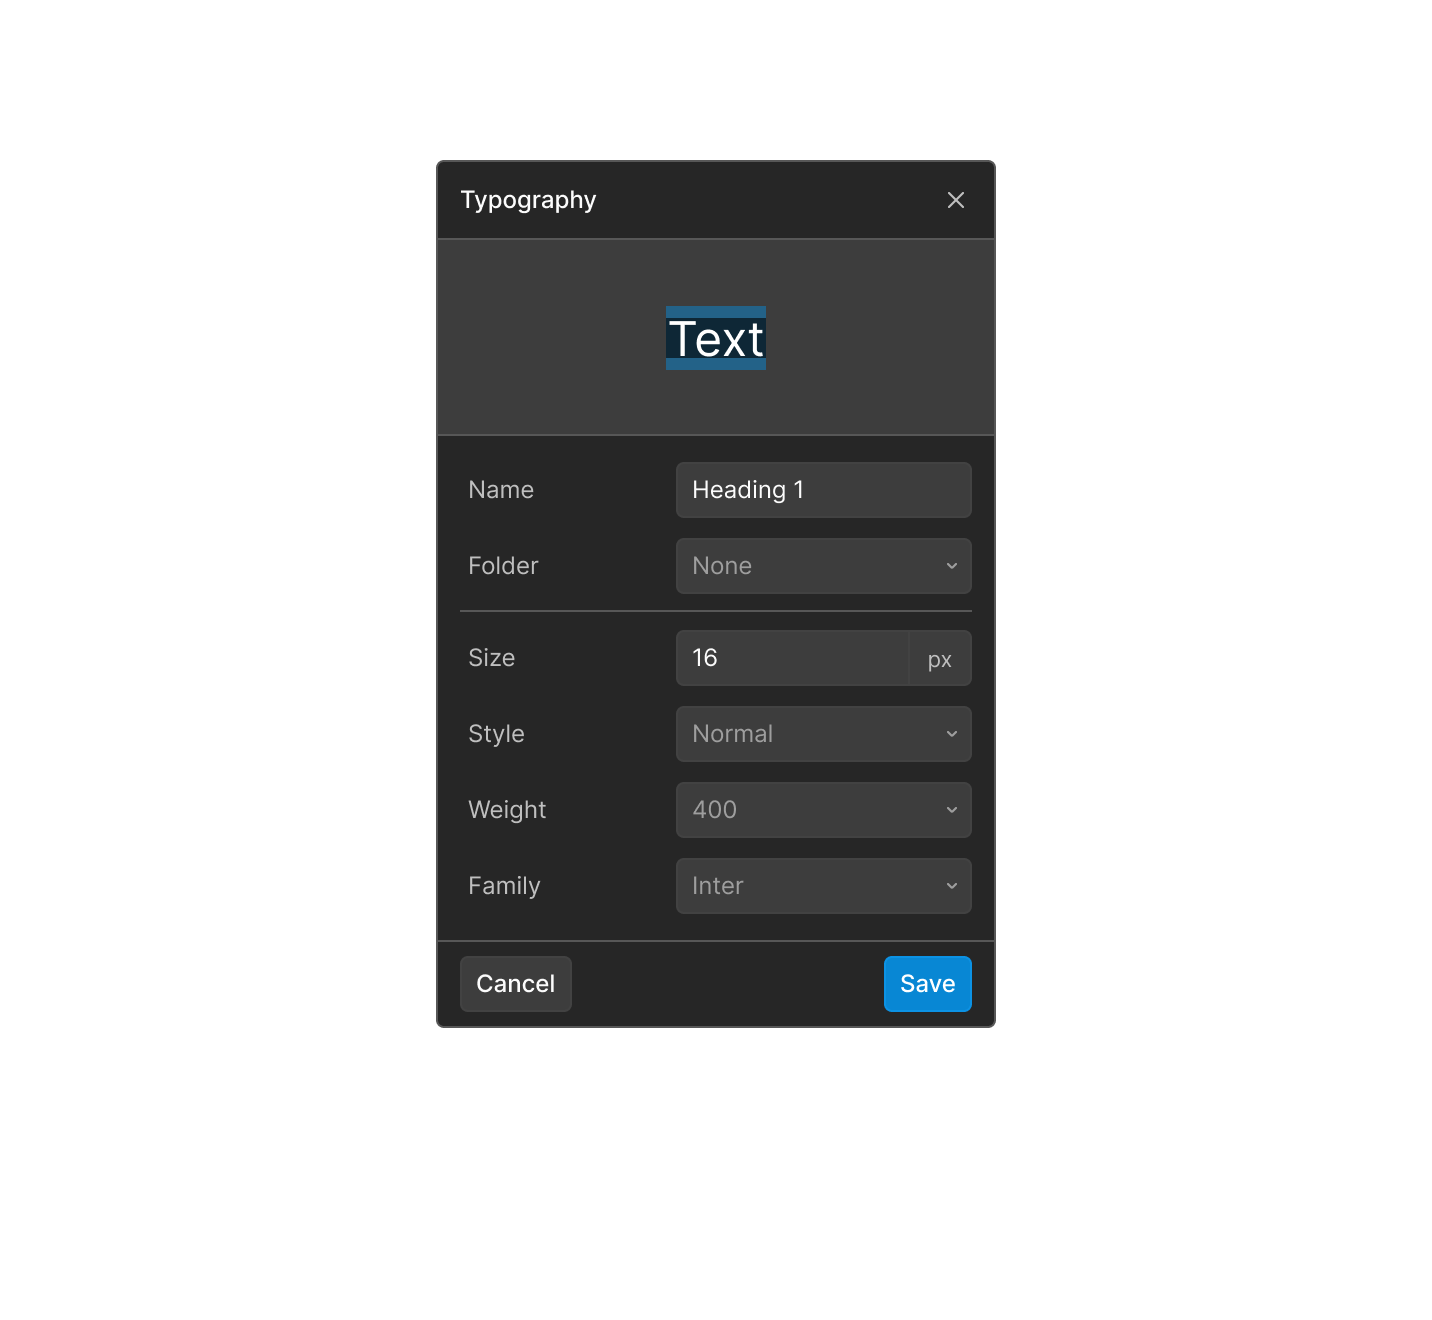 Typography
Text
Name Heading 1
Folder None
Size 16 px
Style Normal
Weight 400
Family Inter
Cancel Save